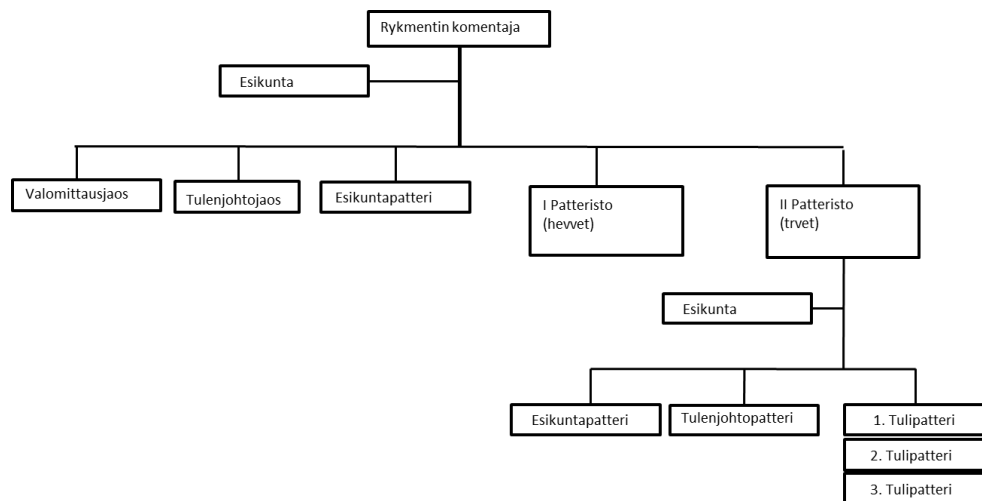 Rykmentin komentaja
Esikunta
Valomittausjaos
Tulenjohtojaos
Esikuntapatteri
I Patteristo
(hevvet)
II Patteristo
(trvet)
Esikunta
Esikuntapatteri
Tulenjohtopatteri
1. Tulipatteri
2. Tulipatteri
3. Tulipatteri